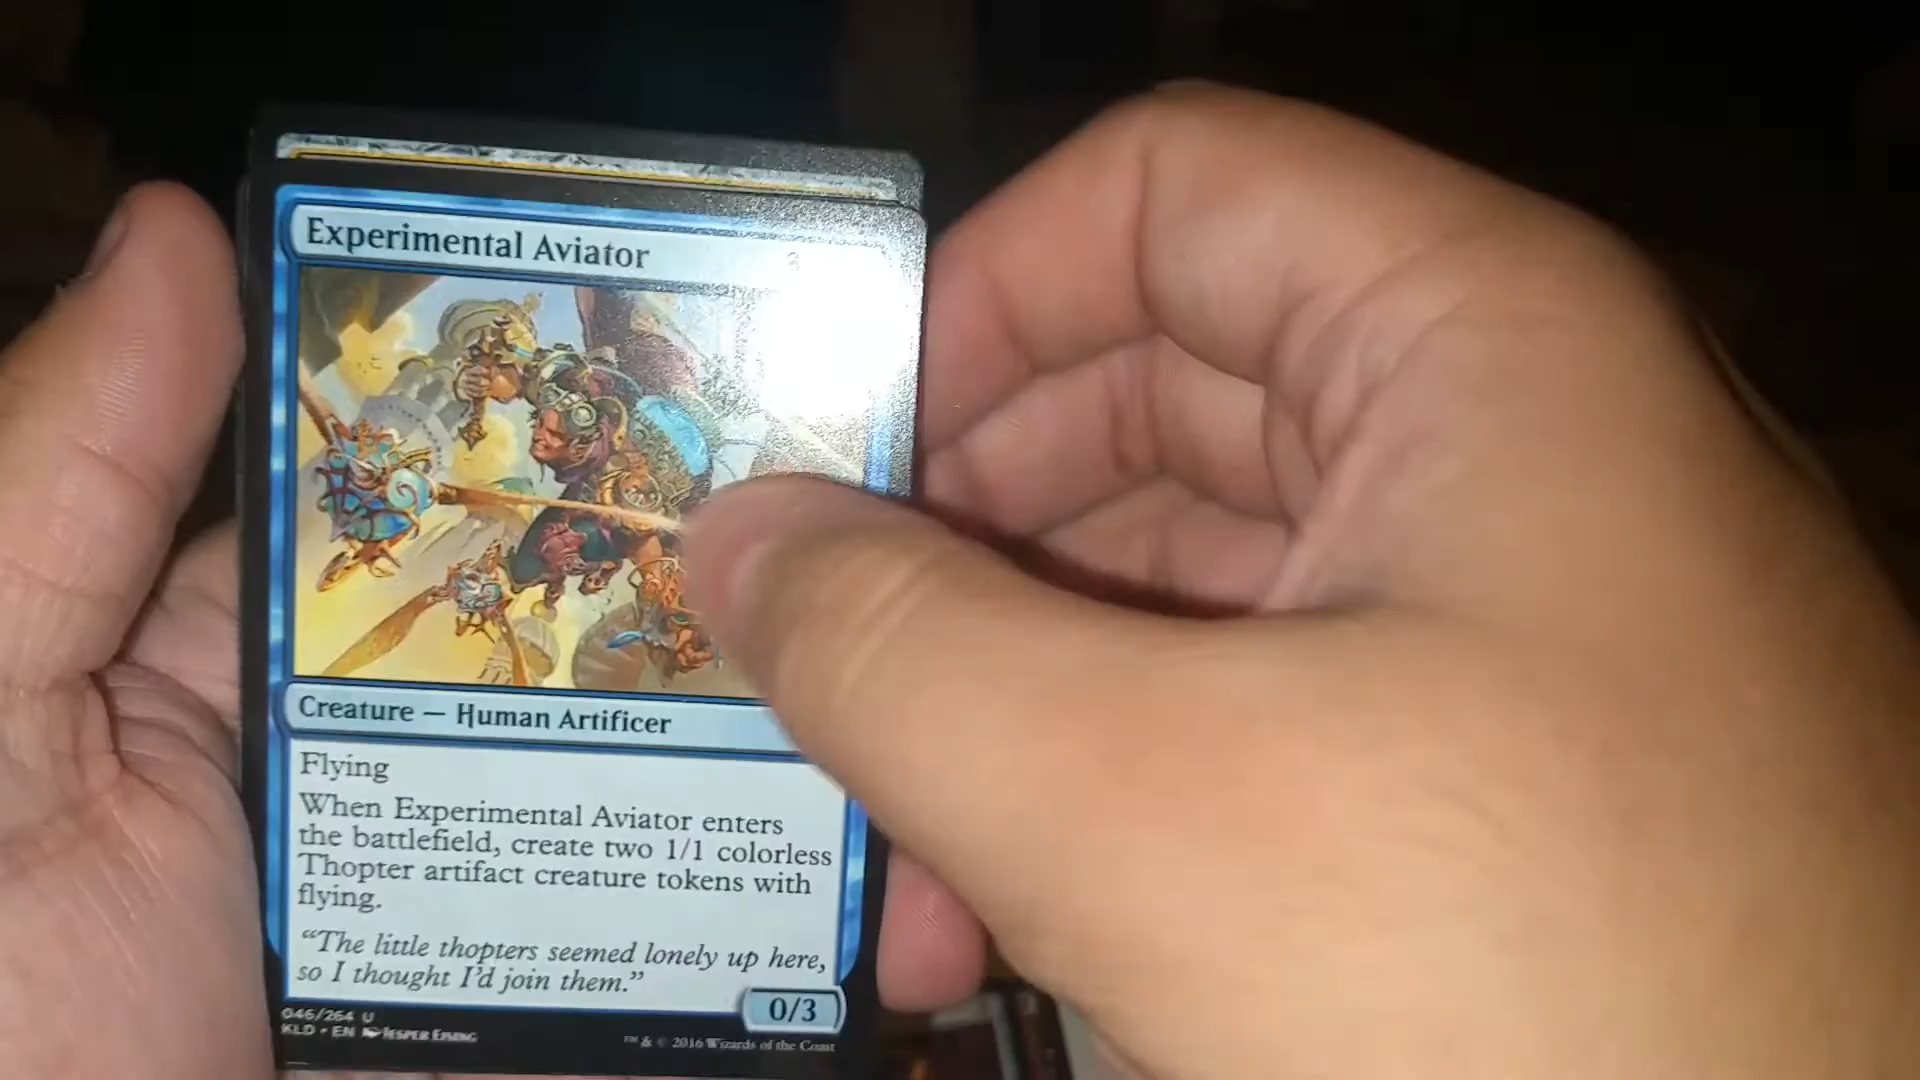 Experimental Aviator
Creature — Human Artificer
Flying
When Experimental Aviator enters
the battlefield, create two 1/1 colorless
Thopter artifact creature tokens with
flying.
“The little thopters seemed lonely up here,
so I thought I’d join them.”
0/3
046/264 U
KLD • EN JESPER EJSING
™ & © 2016 Wizards of the Coast